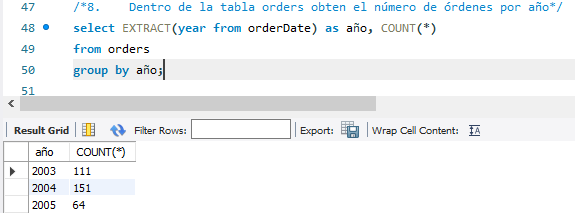 47 /*8. Dentro de la tabla orders obten el número de órdenes por año*/
48 select EXTRACT(year from orderDate) as año, COUNT(*)
49 from orders
50 group by año;
51
Result Grid Filter Rows: Export: Wrap Cell Content:
año COUNT(*)
2003 111
2004 151
2005 64